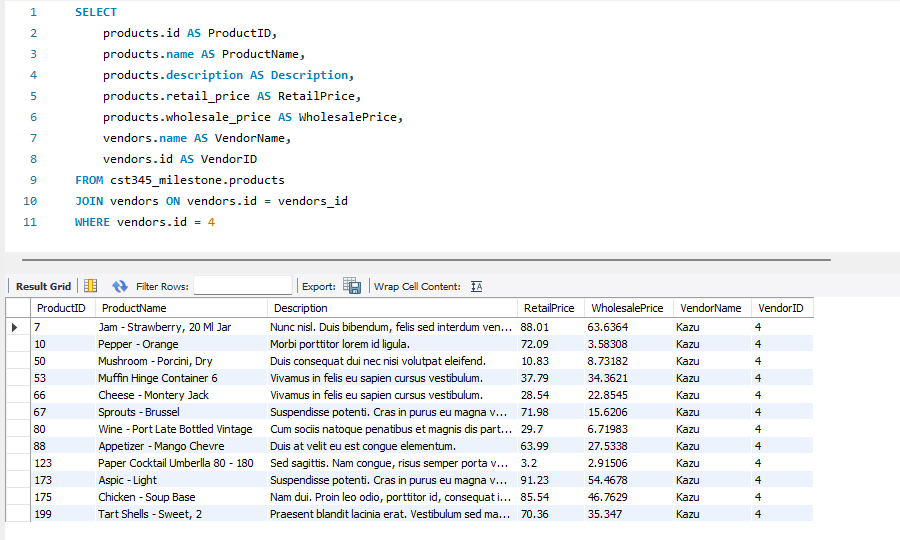 1 SELECT
2 products.id AS ProductID,
3 products.name AS ProductName,
4 products.description AS Description,
5 products.retail_price AS RetailPrice,
6 products.wholesale_price AS WholesalePrice,
7 vendors.name AS VendorName,
8 vendors.id AS VendorID
9 FROM cst345_milestone.products
10 JOIN vendors ON vendors.id = vendors_id
11 WHERE vendors.id = 4
Result Grid Filter Rows: Export: Wrap Cell Content: IA
ProductID ProductName Description RetailPrice WholesalePrice VendorName VendorID
7 Jam - Strawberry, 20 Ml Jar Nunc nisl. Duis bibendum, felis sed interdum ven... 88.01 63.6364 Kazu 4
10 Pepper - Orange Morbi porttitor lorem id ligula. 72.09 3.58308 Kazu 4
50 Mushroom - Porcini, Dry Duis consequat dui nec nisi volutpat eleifend. 10.83 8.73182 Kazu 4
53 Muffin Hinge Container 6 Vivamus in felis eu sapien cursus vestibulum. 37.79 34.3621 Kazu 4
66 Cheese - Montery Jack Vivamus in felis eu sapien cursus vestibulum. 28.54 22.8545 Kazu 4
67 Sprouts - Brussel Suspendisse potenti. Cras in purus eu magna v... 71.98 15.6206 Kazu 4
80 Wine - Port Late Bottled Vintage Cum sociis natoque penatibus et magnis dis part... 29.7 6.71983 Kazu 4
88 Appetizer - Mango Chevre Duis at velit eu est congue elementum. 63.99 27.5338 Kazu 4
123 Paper Cocktail Umberlla 80 - 180 Sed sagittis. Nam congue, risus semper porta v... 3.2 2.91506 Kazu 4
173 Aspic - Light Suspendisse potenti. Cras in purus eu magna v... 91.23 54.4678 Kazu 4
175 Chicken - Soup Base Nam dui. Proin leo odio, porttitor id, consequat i... 85.54 46.7629 Kazu 4
199 Tart Shells - Sweet, 2 Praesent blandit lacinia erat. Vestibulum sed ma... 70.36 35.347 Kazu 4